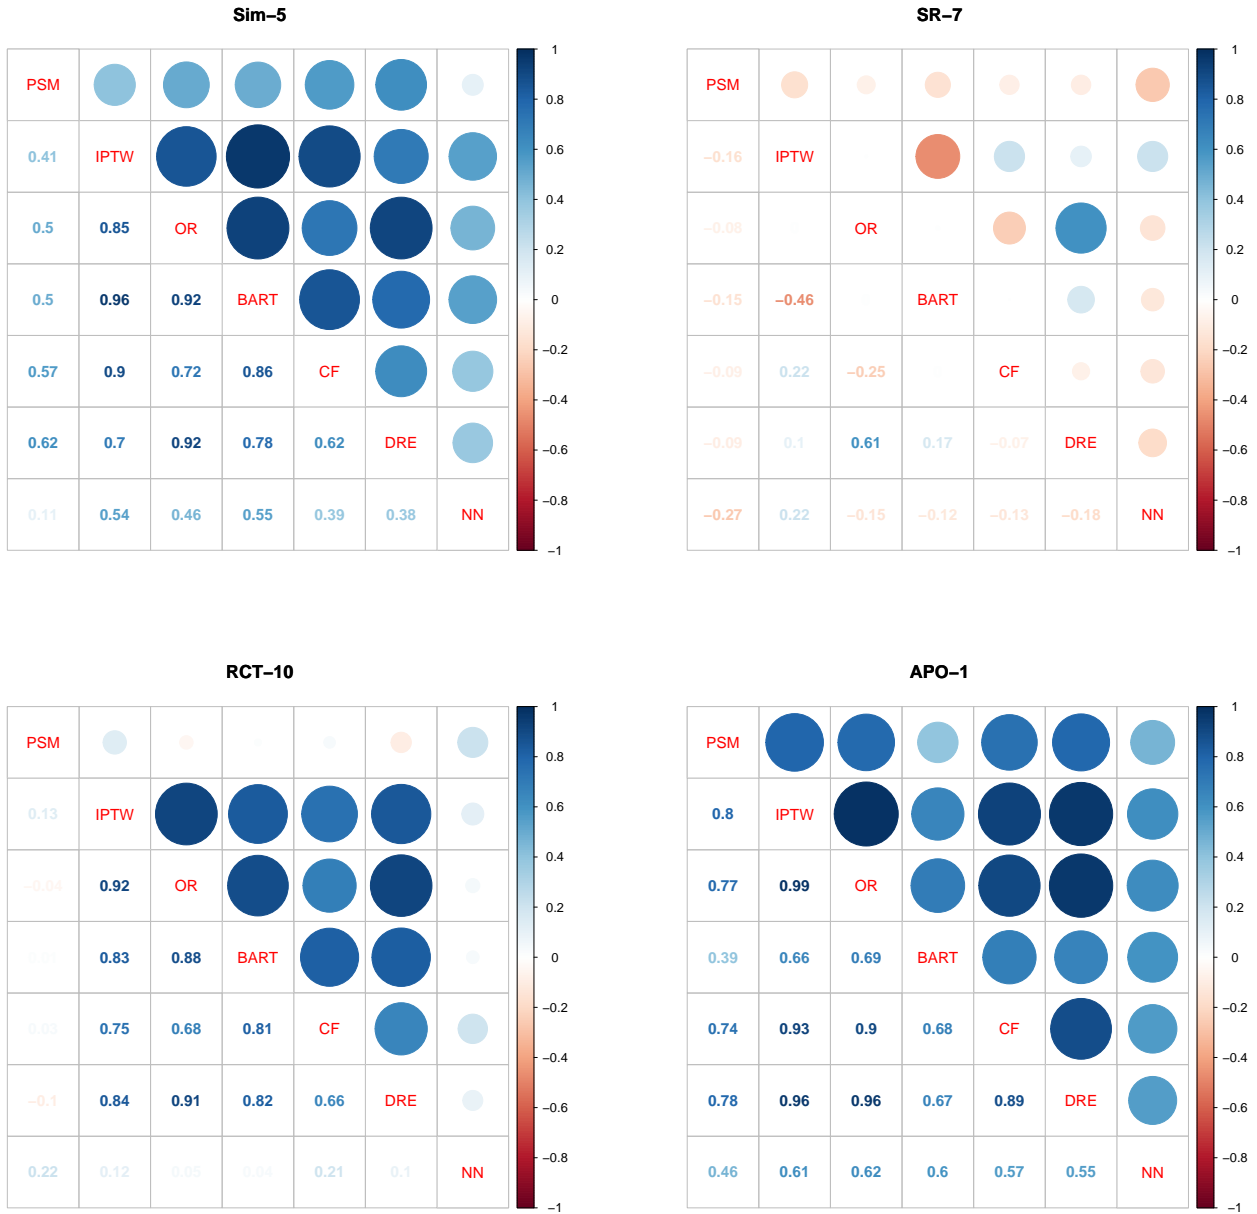 Sim−5
PSM
0.41 IPTW
0.5 0.85 OR
0.5 0.96 0.92 BART
0.57 0.9 0.72 0.86 CF
0.62 0.7 0.92 0.78 0.62 DRE
0.11 0.54 0.46 0.55 0.39 0.38 NN
1
0.8
0.6
0.4
0.2
0
−0.2
−0.4
−0.6
−0.8
−1
SR−7
PSM
−0.16 IPTW
−0.08 OR
−0.15 −0.46 BART
−0.09 0.22 −0.25 CF
−0.09 0.1 0.61 0.17 −0.07 DRE
−0.27 0.22 −0.15 −0.12 −0.13 −0.18 NN
1
0.8
0.6
0.4
0.2
0
−0.2
−0.4
−0.6
−0.8
−1
RCT−10
PSM
0.13 IPTW
−0.04 0.92 OR
0.83 0.88 BART
0.03 0.75 0.68 0.81 CF
−0.1 0.84 0.91 0.82 0.66 DRE
0.22 0.12 0.05 0.04 0.21 0.1 NN
1
0.8
0.6
0.4
0.2
0
−0.2
−0.4
−0.6
−0.8
−1
APO−1
PSM
0.8 IPTW
0.77 0.99 OR
0.39 0.66 0.69 BART
0.74 0.93 0.9 0.68 CF
0.78 0.96 0.96 0.67 0.89 DRE
0.46 0.61 0.62 0.6 0.57 0.55 NN
1
0.8
0.6
0.4
0.2
0
−0.2
−0.4
−0.6
−0.8
−1